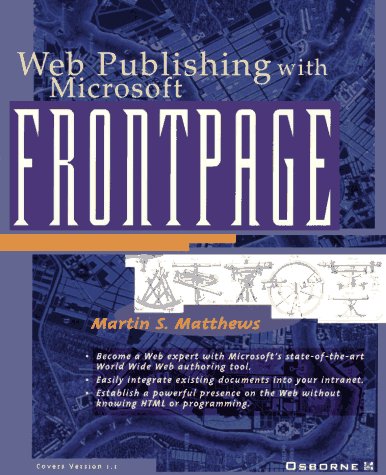 Web Publishing with
Microsoft
FRONTPAGE
Martin S. Matthews
• Become a Web expert with Microsoft's state-of-the-art
World Wide Web authoring tool.
• Easily integrate existing documents into your intranet.
• Establish a powerful presence on the Web without
knowing HTML or programming.
Covers Version 1.1
OSBORNE